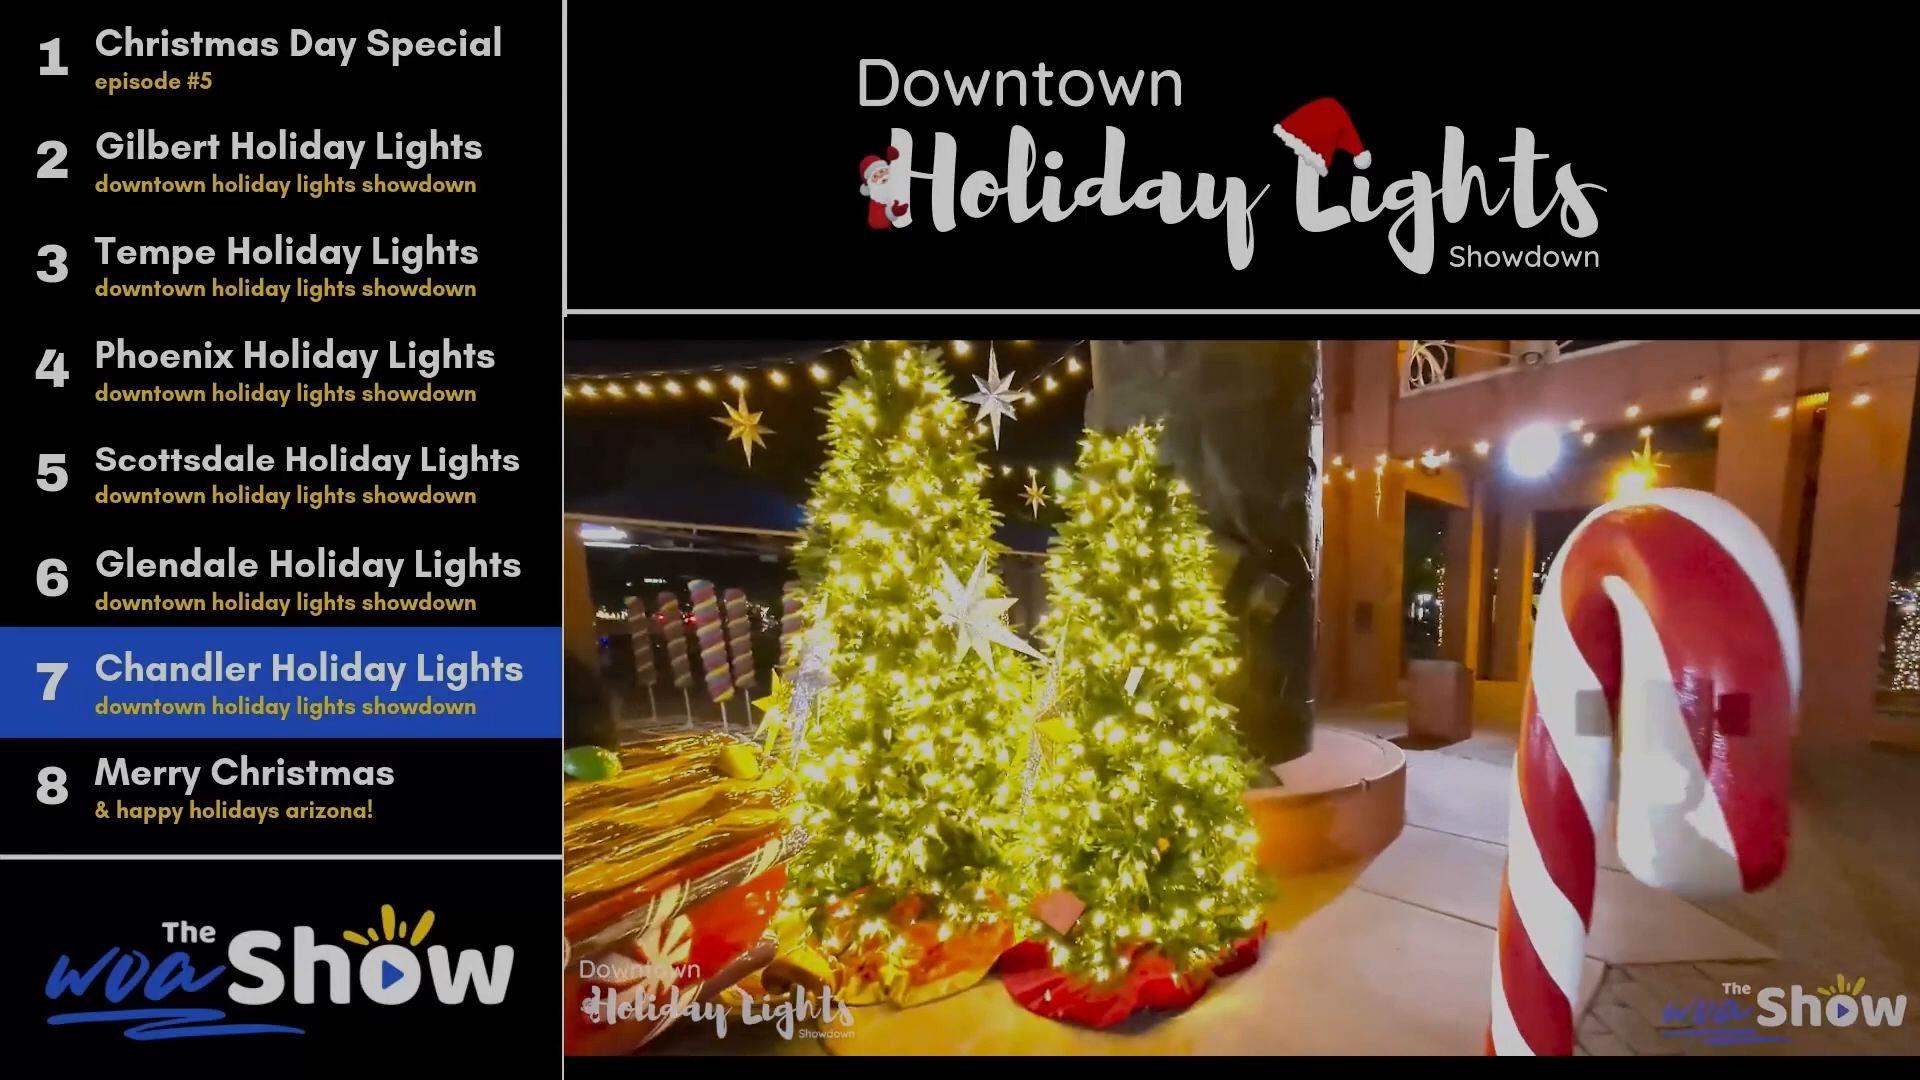 1
Christmas Day Special
episode #5
2
Gilbert Holiday Lights
downtown holiday lights showdown
3
Tempe Holiday Lights
downtown holiday lights showdown
4
Phoenix Holiday Lights
downtown holiday lights showdown
5
Scottsdale Holiday Lights
downtown holiday lights showdown
6
Glendale Holiday Lights
downtown holiday lights showdown
7
Chandler Holiday Lights
downtown holiday lights showdown
8
Merry Christmas
& happy holidays arizona!
The
woa Show
Downtown
Holiday Lights
Showdown
Downtown
Holiday Lights
Showdown
The
woa Show